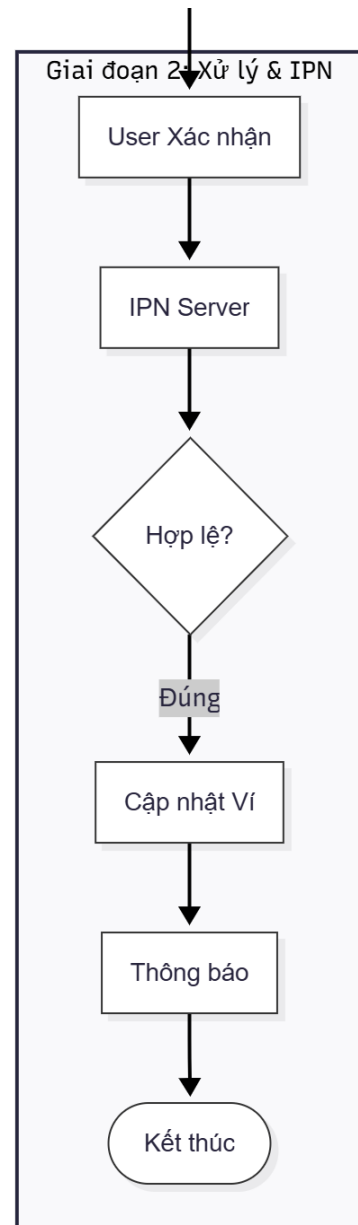 Giai đoạn 2: Xử lý & IPN
User Xác nhận
IPN Server
Hợp lệ?
Đúng
Cập nhật Ví
Thông báo
Kết thúc